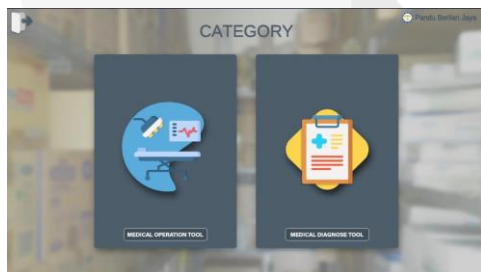 Pandu Berlian Jaya
CATEGORY
MEDICAL OPERATION TOOL
MEDICAL DIAGNOSE TOOL